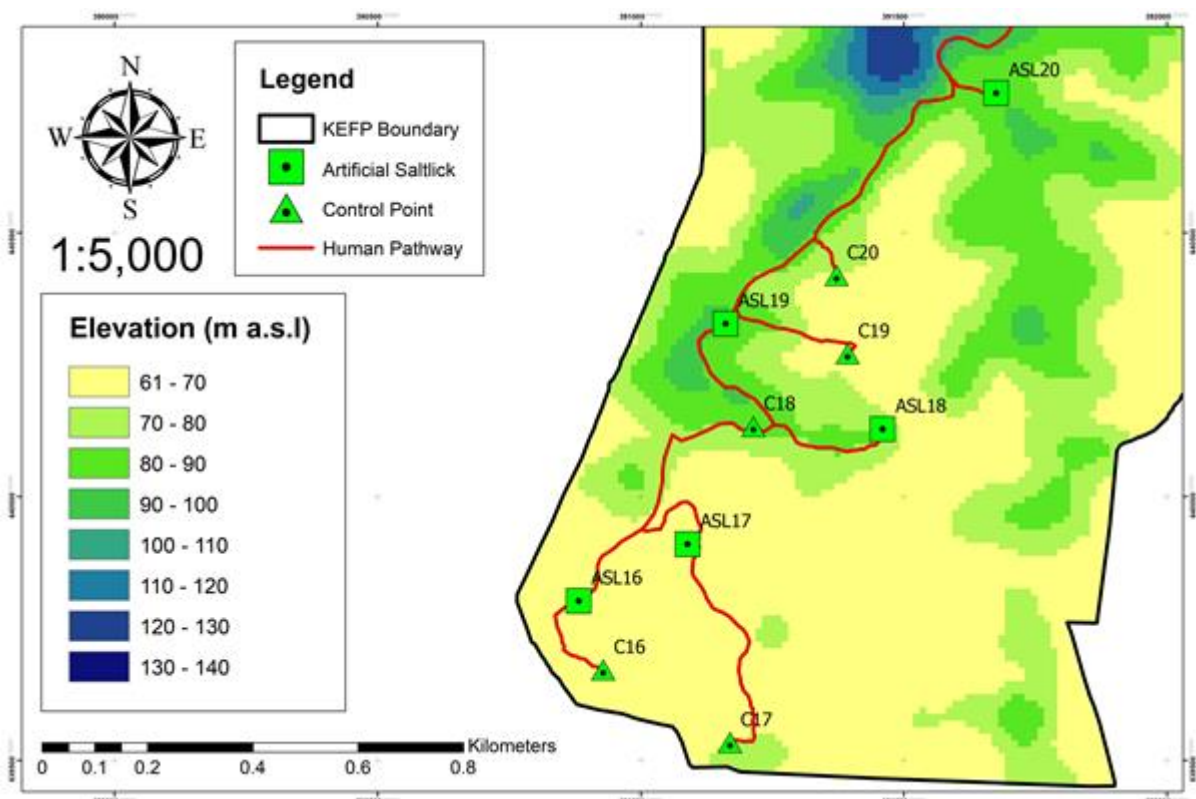 N
W
E
S
1:5,000
Legend
KEFP Boundary
Artificial Saltlick
Control Point
Human Pathway
Elevation (m a.s.l)
61 - 70
70 - 80
80 - 90
90 - 100
100 - 110
110 - 120
120 - 130
130 - 140
Kilometers
0 0.1 0.2 0.4 0.6 0.8
ASL20
C20
ASL19
C19
C18
ASL18
ASL17
ASL16
C16
C17